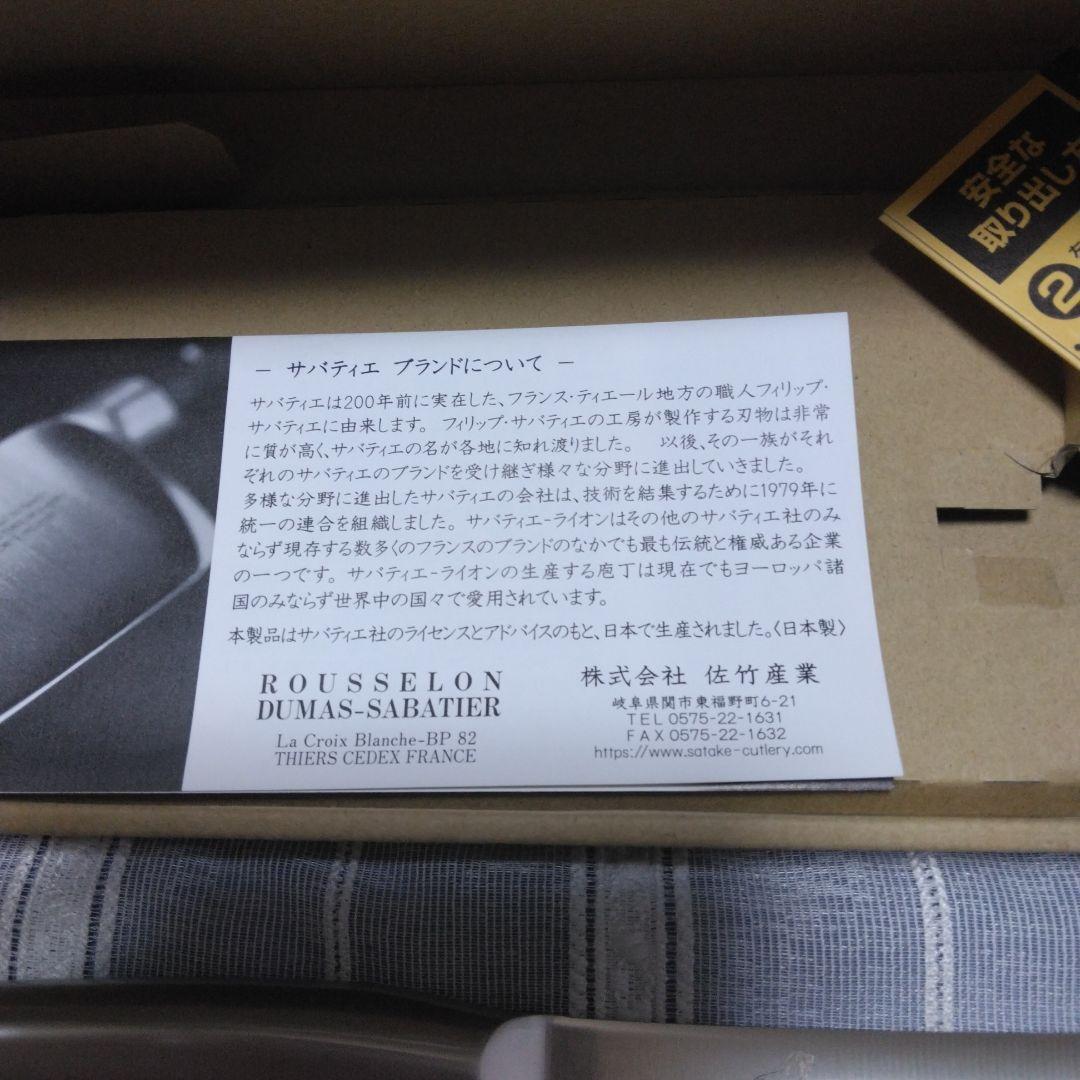 安全な
取り出し
②
— サバティエ ブランドについて —
サバティエは200年前に実在した、フランス・ティエール地方の職人フィリップ・
サバティエに由来します。 フィリップ・サバティエの工房が製作する刃物は非常
に質が高く、サバティエの名が各地に知れ渡りました。 以後、その一族がそれ
ぞれのサバティエのブランドを受け継ぎ様々な分野に進出していきました。
多様な分野に進出したサバティエの会社は、技術を結集するために1979年に
統一の連合を組織しました。サバティエ-ライオンはその他のサバティエ社のみ
ならず現存する数多くのフランスのブランドのなかでも最も伝統と権威ある企業
の一つです。サバティエ-ライオンの生産する庖丁は現在でもヨーロッパ諸
国のみならず世界中の国々で愛用されています。
本製品はサバティエ社のライセンスとアドバイスのもと、日本で生産されました。〈日本製〉
ROUSSELON
DUMAS-SABATIER
La Croix Blanche-BP 82
THIERS CEDEX FRANCE
株式会社 佐竹産業
岐阜県関市東福野町6-21
TEL 0575-22-1631
FAX 0575-22-1632
https://www.satake-cutlery.com